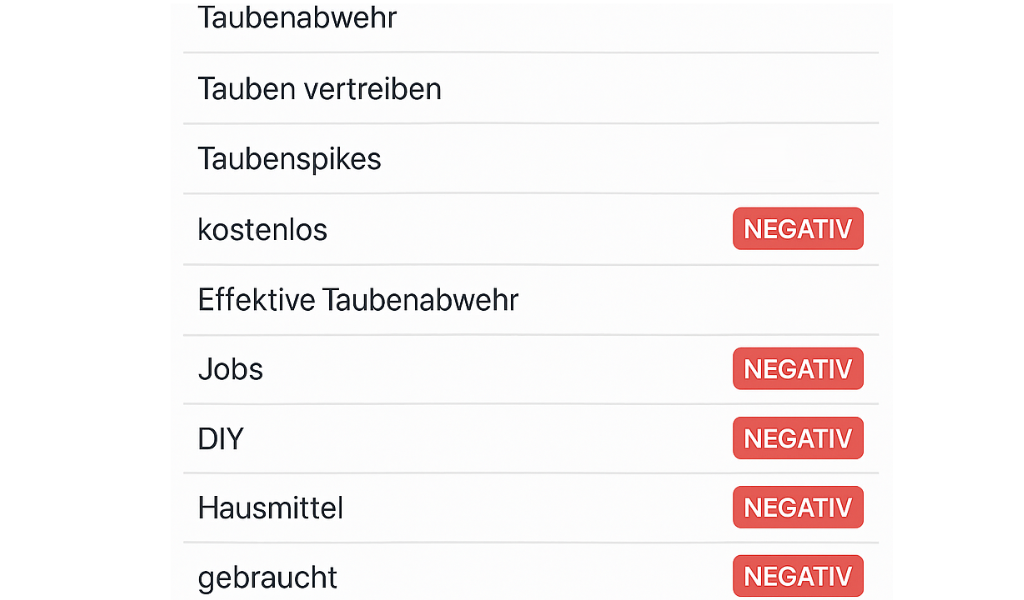 Taubenabwehr
Tauben vertreiben
Taubenspikes
kostenlos NEGATIV
Effektive Taubenabwehr
Jobs NEGATIV
DIY NEGATIV
Hausmittel NEGATIV
gebraucht NEGATIV